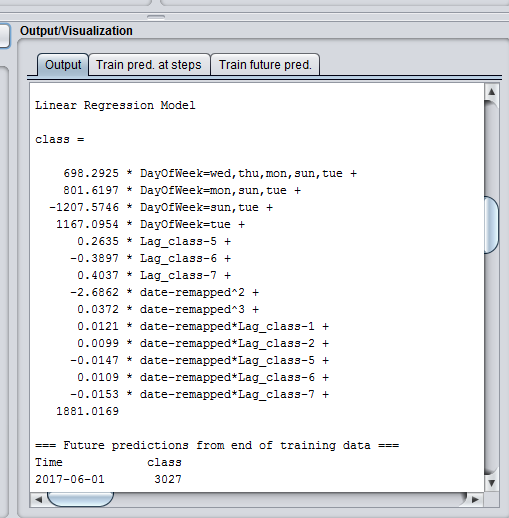 Output/Visualization
Output Train pred. at steps Train future pred.
Linear Regression Model
class =
698.2925 * DayOfWeek=wed,thu,mon,sun,tue +
801.6197 * DayOfWeek=mon,sun,tue +
-1207.5746 * DayOfWeek=sun,tue +
1167.0954 * DayOfWeek=tue +
0.2635 * Lag_class-5 +
-0.3897 * Lag_class-6 +
0.4037 * Lag_class-7 +
-2.6862 * date-remapped^2 +
0.0372 * date-remapped^3 +
0.0121 * date-remapped*Lag_class-1 +
0.0099 * date-remapped*Lag_class-2 +
-0.0147 * date-remapped*Lag_class-5 +
0.0109 * date-remapped*Lag_class-6 +
-0.0153 * date-remapped*Lag_class-7 +
1881.0169
=== Future predictions from end of training data ===
Time class
2017-06-01 3027